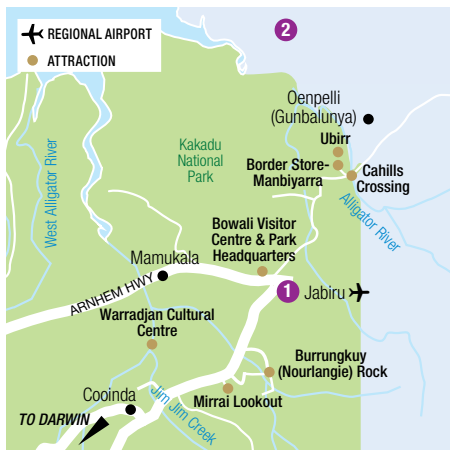 REGIONAL AIRPORT
ATTRACTION
2
Oenpelli
(Gunbalunya)
Ubirr
Kakadu
National
Park
Border Store-
Manbiyarra
Cahills
Crossing
West Alligator River
Alligator River
Bowali Visitor
Centre & Park
Headquarters
Mamukala
ARNHEM HWY
1
Jabiru
Warradjan Cultural
Centre
Burrungkuy
(Nourlangie) Rock
Mirrai Lookout
Cooinda
Jim Jim Creek
TO DARWIN